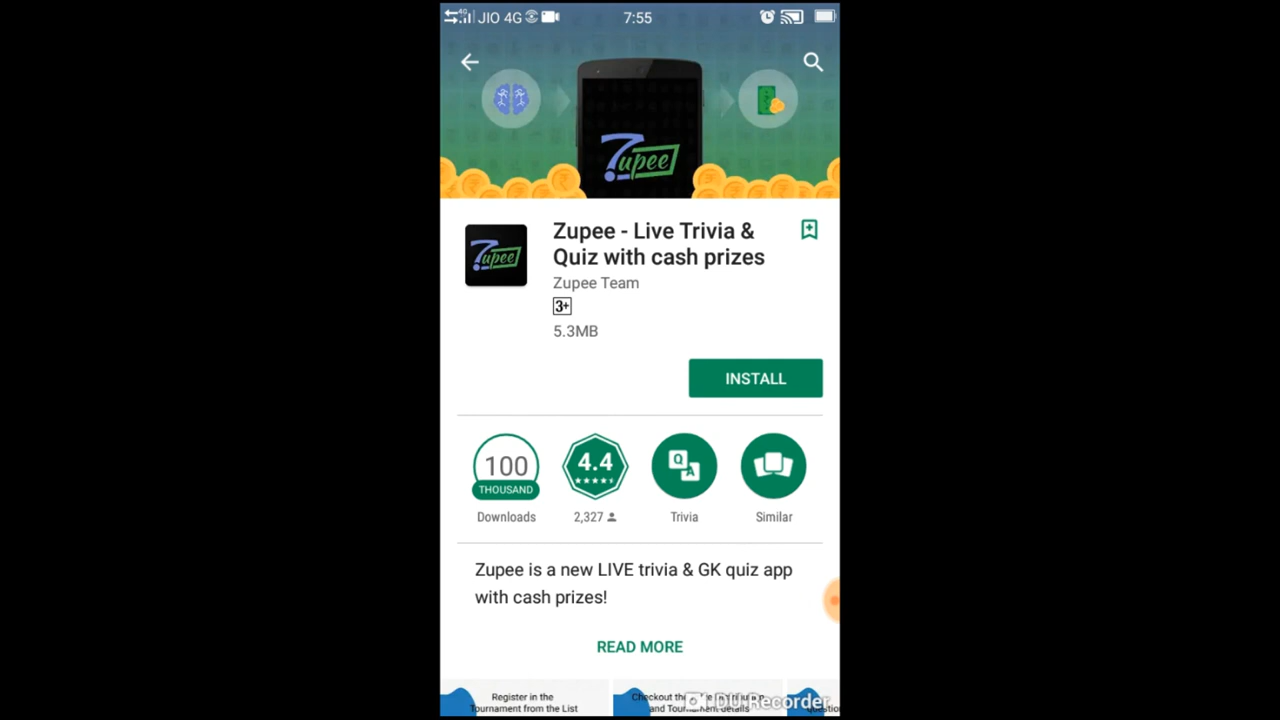 4G JIO 4G 7:55
Zupee
Zupee
Zupee - Live Trivia &
Quiz with cash prizes
Zupee Team
3+
5.3MB
INSTALL
100
THOUSAND
4.4
Q
A
Downloads
2,327
Trivia
Similar
Zupee is a new LIVE trivia & GK quiz app
with cash prizes!
READ MORE
Register in the
Tournament from the List
Checkout the
and Tournament details
DU Recorder